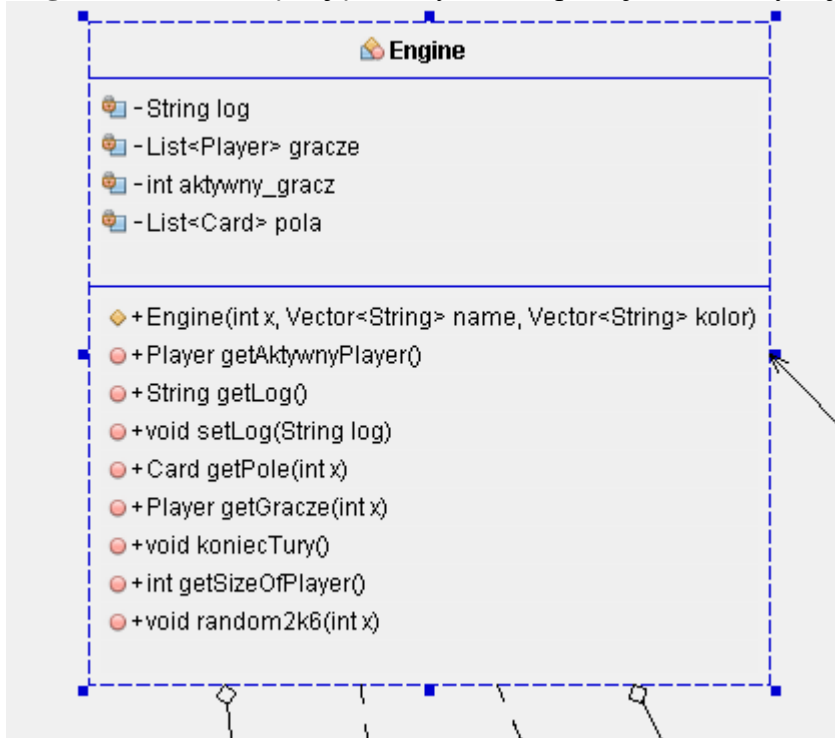 Engine
-String log
-List<Player> gracze
-int aktywny_gracz
-List<Card> pola
+Engine(int x, Vector<String> name, Vector<String> kolor)
+Player getAktywnyPlayer()
+String getLog()
+void setLog(String log)
+Card getPole(int x)
+Player getGracze(int x)
+void koniecTury()
+int getSizeOfPlayer()
+void random2k6(int x)